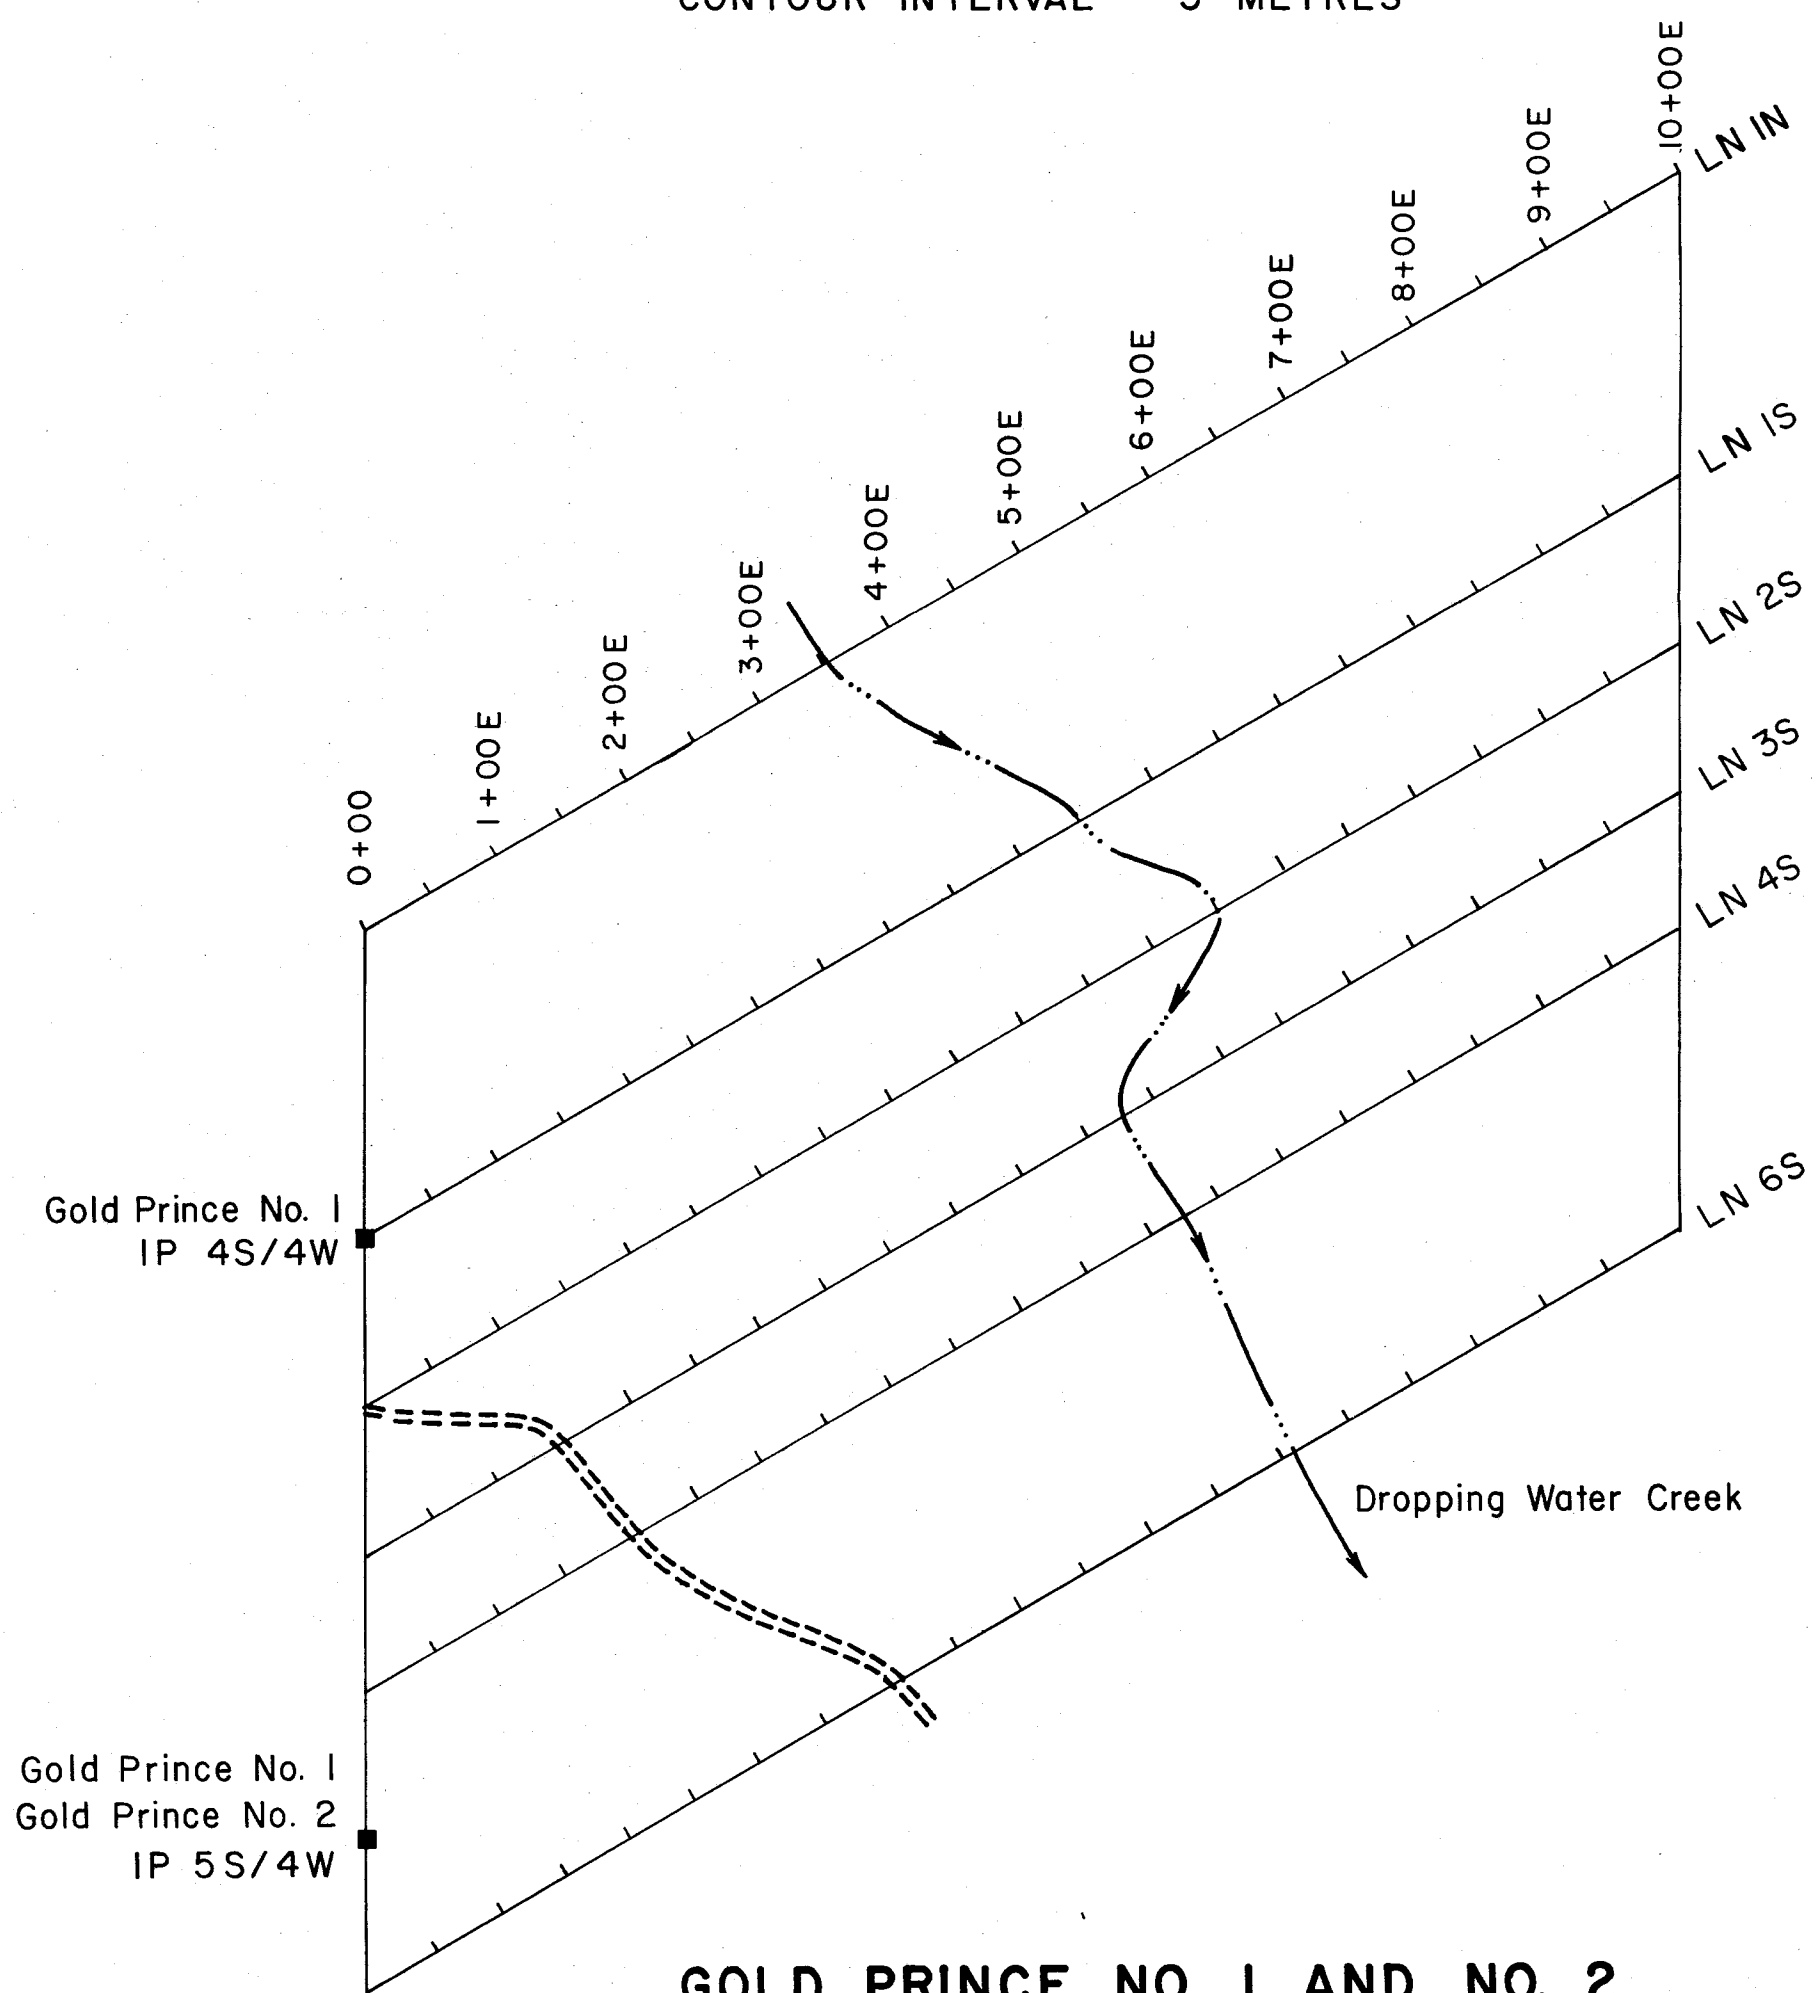 CONTOUR INTERVAL 5 METRES
10+00E
LN 1N
9+00E
8+00E
7+00E
6+00E
5+00E
4+00E
3+00E
2+00E
1+00E
0+00
LN 1S
LN 2S
LN 3S
LN 4S
LN 6S
Gold Prince No. 1
IP 4S/4W
Dropping Water Creek
Gold Prince No. 1
Gold Prince No. 2
IP 5S/4W
GOLD PRINCE NO. 1 AND NO. 2